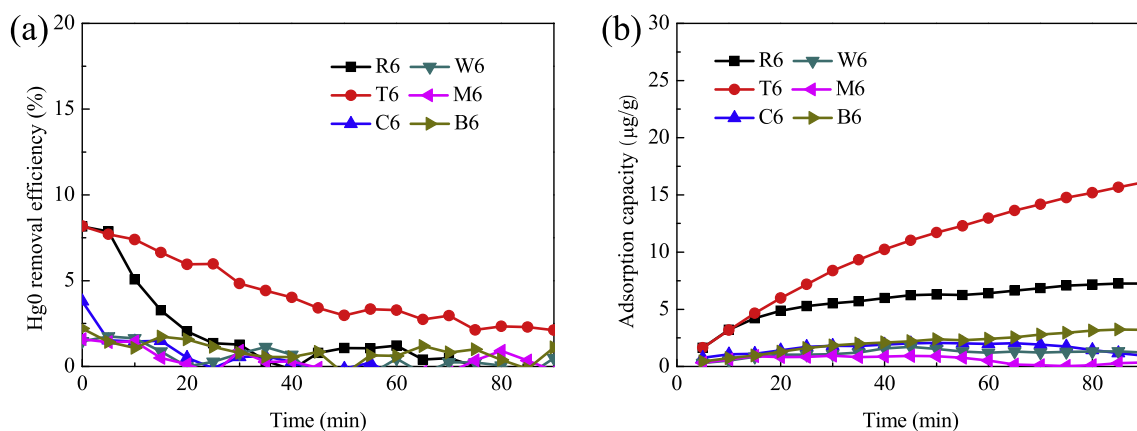 (a)
20
15
10
5
0
Hg0 removal efficiency (%)
R6 W6
T6 M6
C6 B6
0 20 40 60 80
Time (min)
(b)
30
25
20
15
10
5
0
Adsorption capacity (μg/g)
R6 W6
T6 M6
C6 B6
0 20 40 60 80
Time (min)